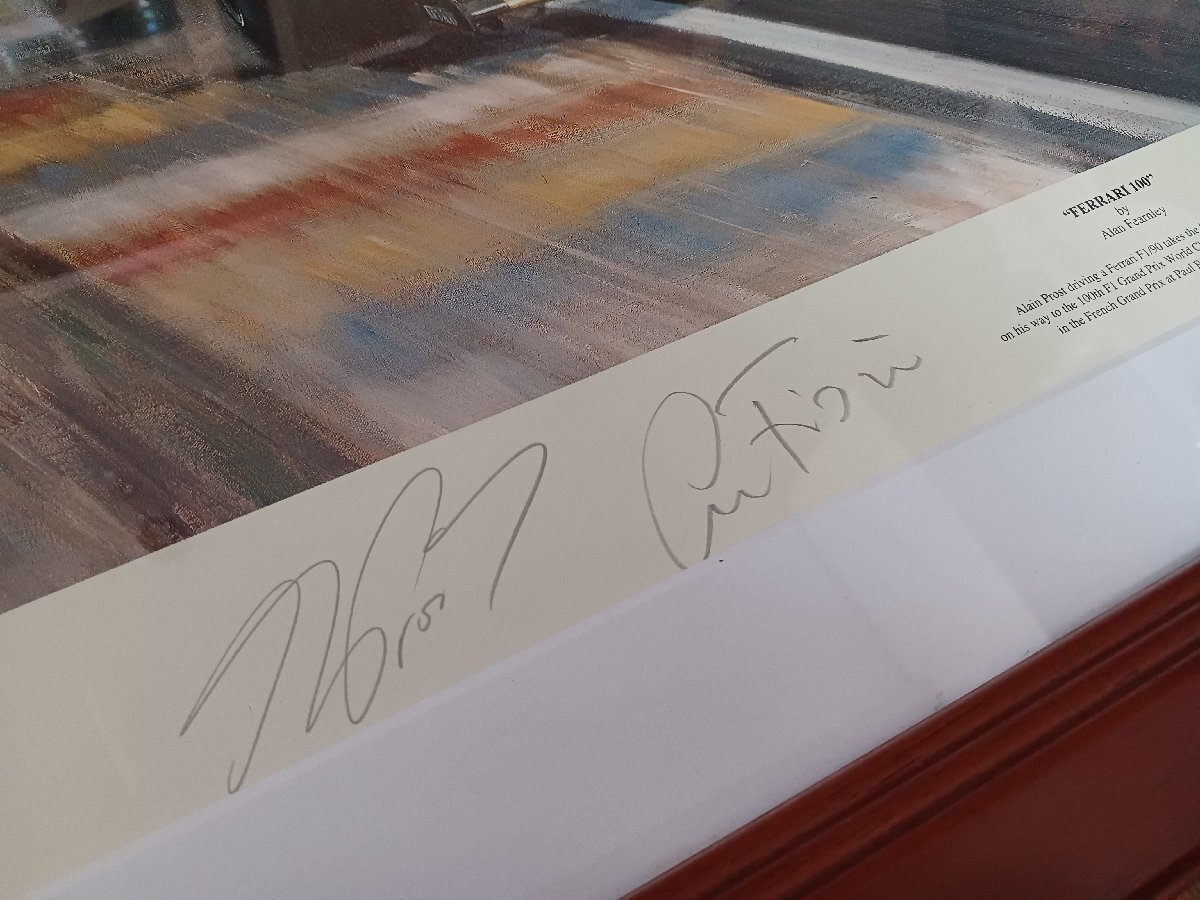 "FERRARI 100"
by
Alan Fearnley
Alain Prost driving a Ferrari F1/90 takes the
on his way to the 100th F1 Grand Prix World
in the French Grand Prix at Paul
AProst